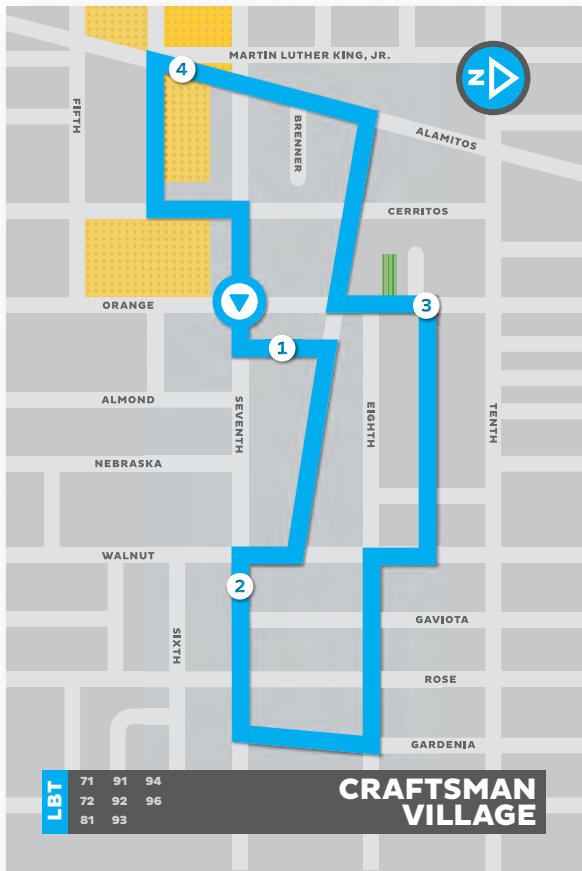 MARTIN LUTHER KING, JR.
4
N
FIFTH
BRENNER
ALAMITOS
CERRITOS
ORANGE
3
1
ALMOND
SEVENTH
EIGHTH
TENTH
NEBRASKA
WALNUT
2
GAVIOTA
SIXTH
ROSE
GARDENIA
LBT
71 91 94
72 92 96
81 93
CRAFTSMAN
VILLAGE